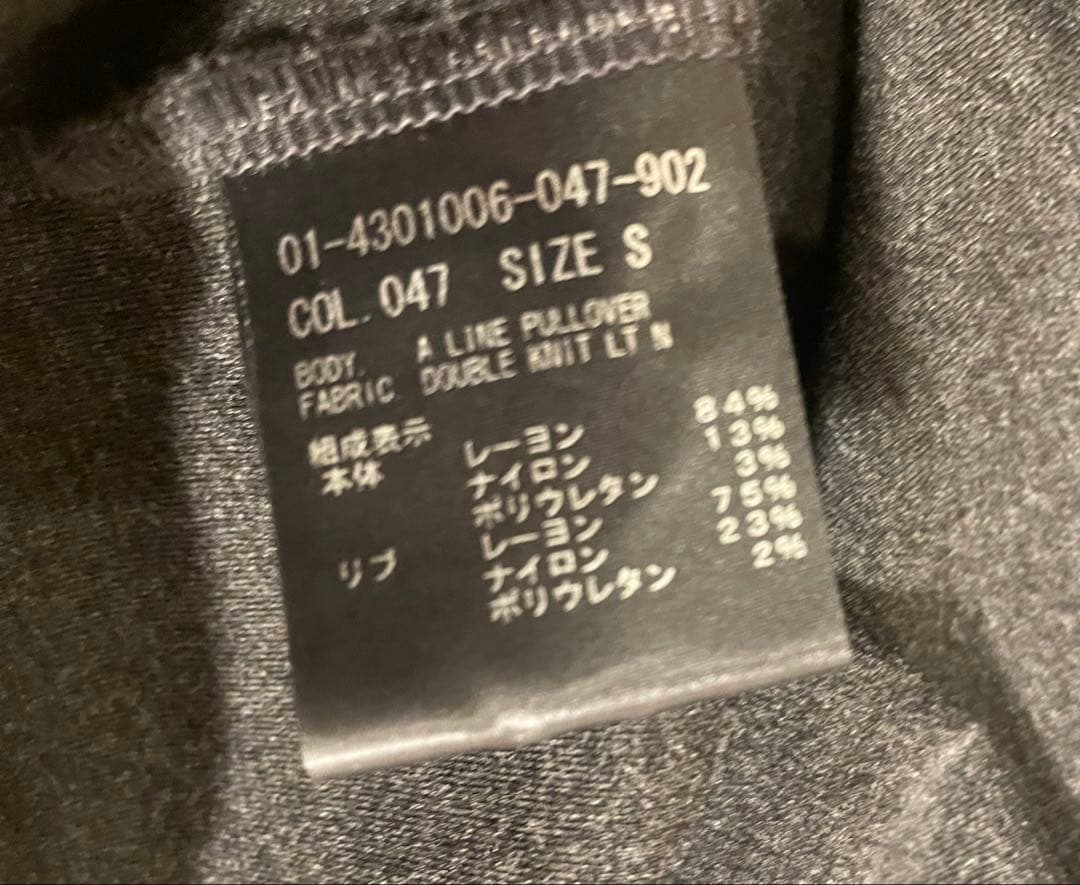 01-4301006-047-902
COL.047 SIZE S
BODY. A LINE PULLOVER
FABRIC DOUBLE KNIT LT N
組成表示
本体 レーヨン 84%
ナイロン 13%
ポリウレタン 3%
リブ レーヨン 75%
ナイロン 23%
ポリウレタン 2%